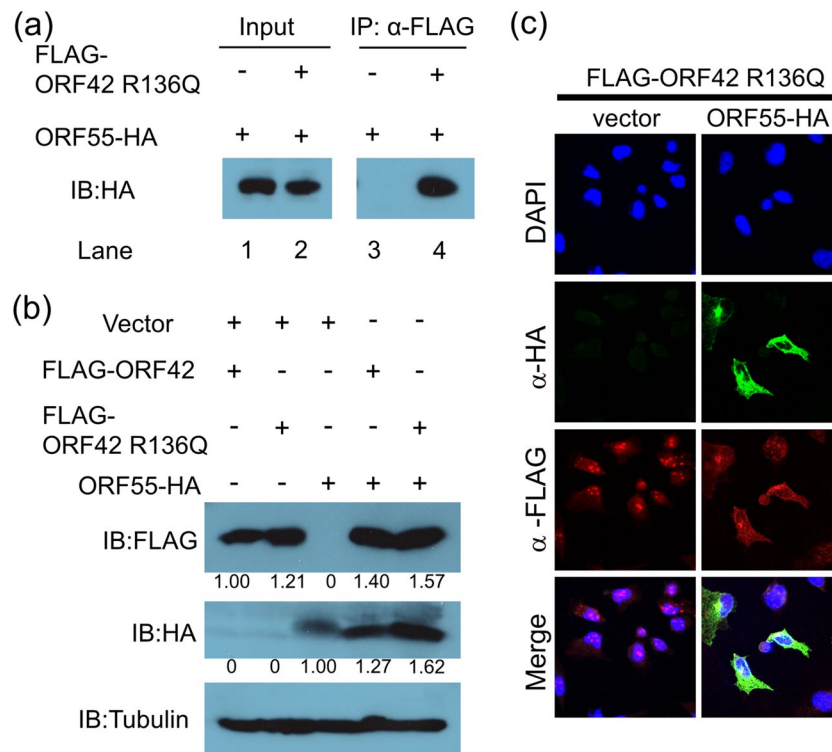 (a)
Input IP: α-FLAG
FLAG-
ORF42 R136Q - + - +
ORF55-HA + + + +
IB:HA
Lane 1 2 3 4
(b)
Vector + + + - -
FLAG-ORF42 + - - + -
FLAG-
ORF42 R136Q - + - - +
ORF55-HA - - + + +
IB:FLAG
1.00 1.21 0 1.40 1.57
IB:HA
0 0 1.00 1.27 1.62
IB:Tubulin
(c)
FLAG-ORF42 R136Q
vector ORF55-HA
DAPI
α-HA
α -FLAG
Merge